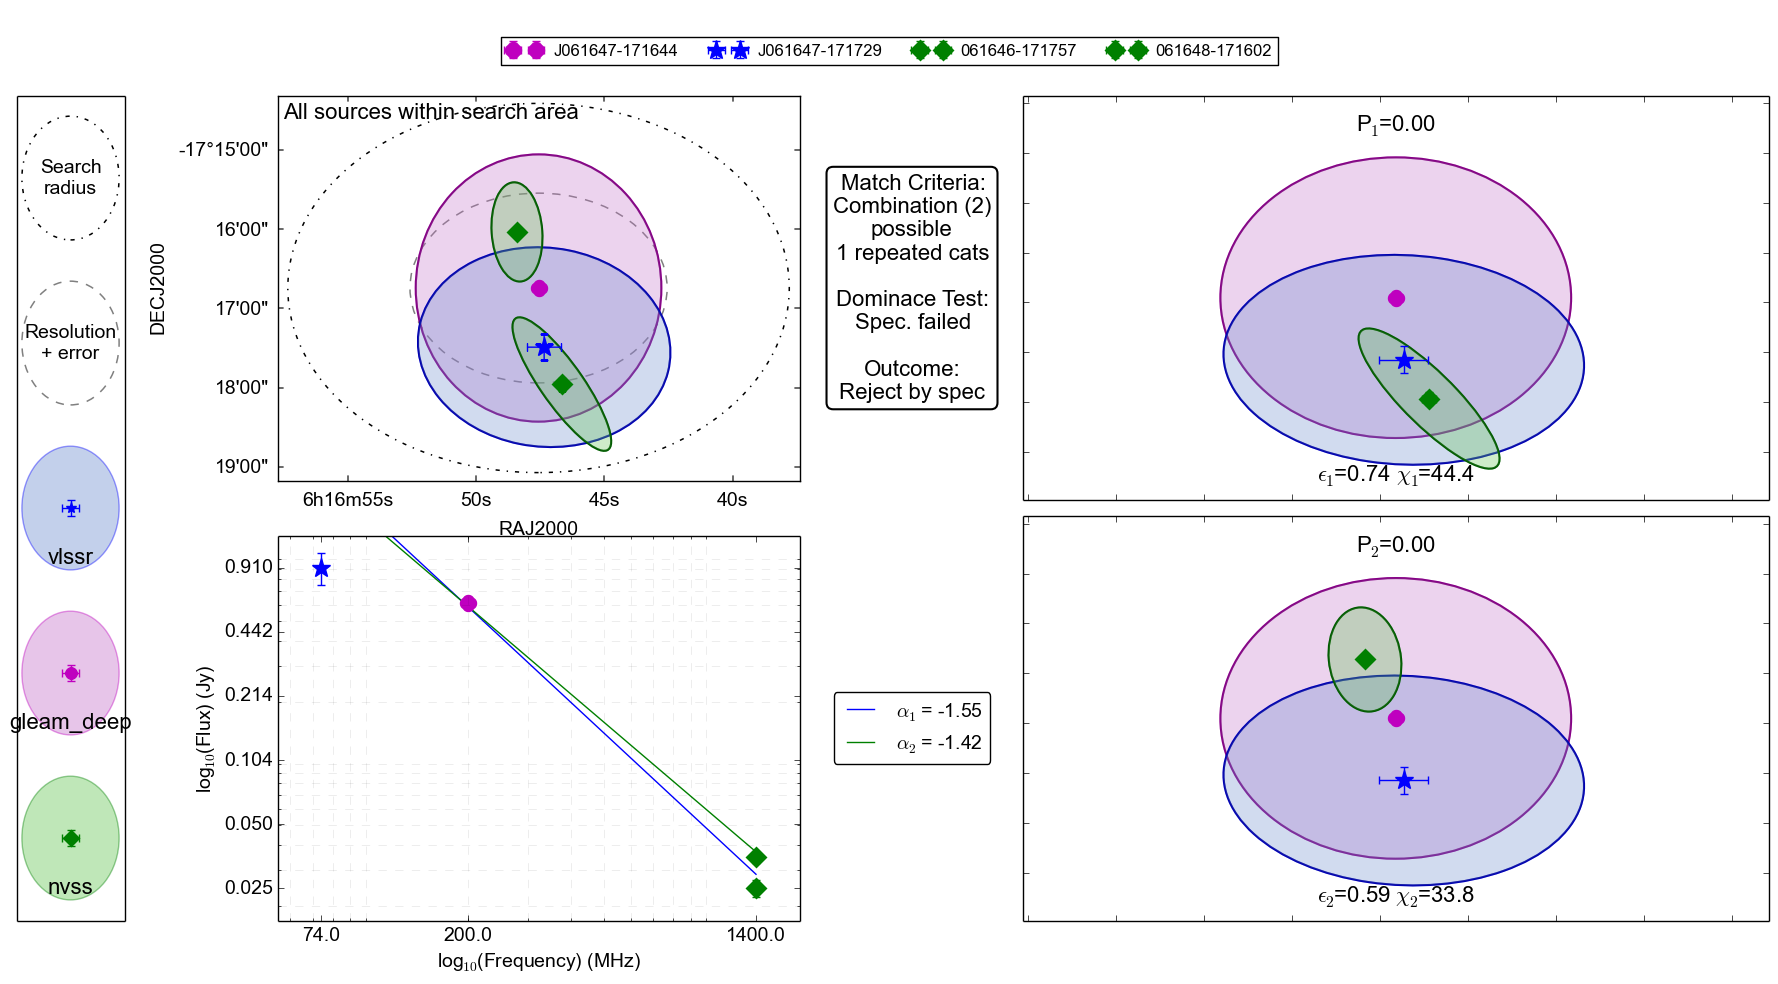 J061647-171644 J061647-171729 061646-171757 061648-171602
Search
radius
Resolution
+ error
vlssr
gleam_deep
nvss
All sources within search area
DECJ2000
-17°15'00"
16'00"
17'00"
18'00"
19'00"
6h16m55s 50s 45s 40s
RAJ2000
Match Criteria:
Combination (2)
possible
1 repeated cats
Dominace Test:
Spec. failed
Outcome:
Reject by spec
P₁=0.00
ϵ₁=0.74 χ₁=44.4
log₁₀(Flux) (Jy)
0.910
0.442
0.214
0.104
0.050
0.025
74.0 200.0 1400.0
log₁₀(Frequency) (MHz)
α₁ = -1.55
α₂ = -1.42
P₂=0.00
ϵ₂=0.59 χ₂=33.8